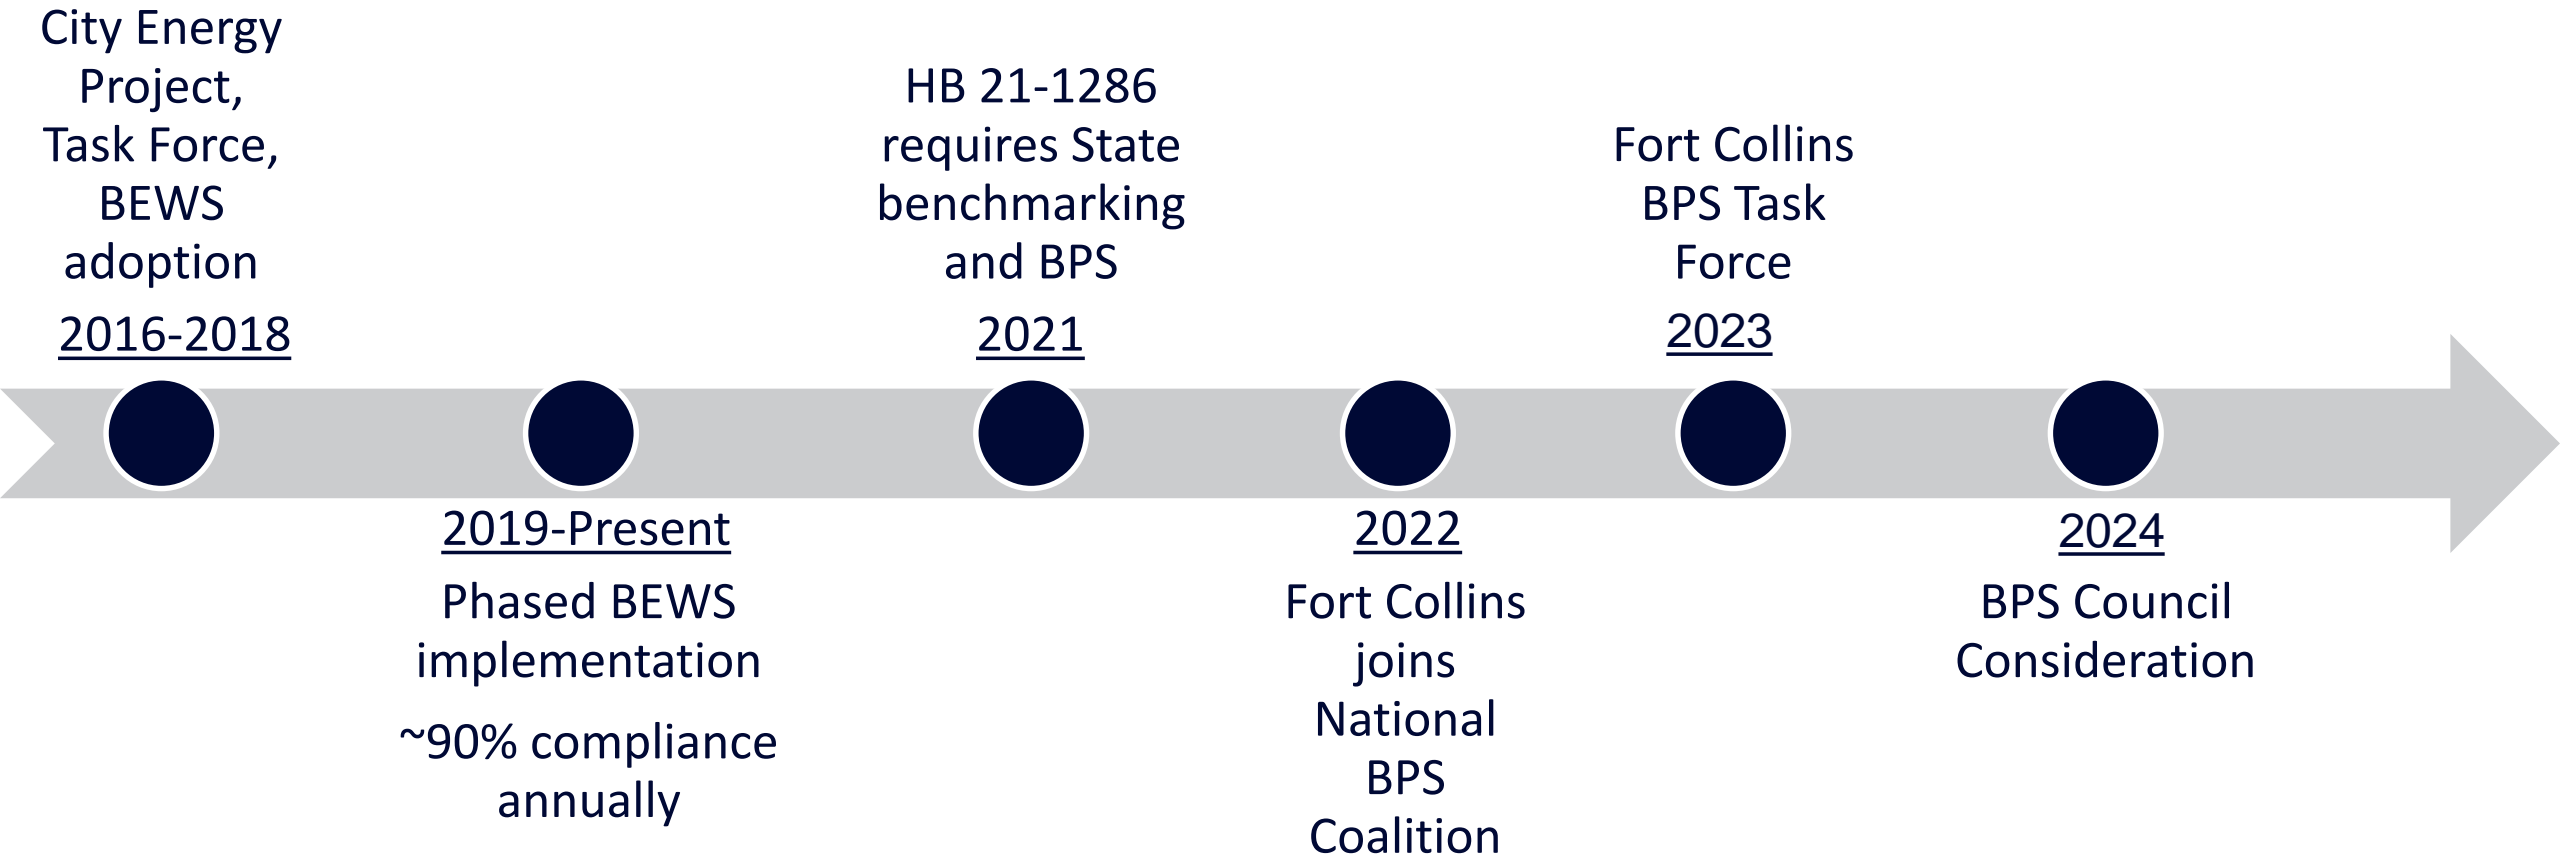 City Energy
Project,
Task Force,
BEWS
adoption
2016-2018
2019-Present
Phased BEWS
implementation
~90% compliance
annually
HB 21-1286
requires State
benchmarking
and BPS
2021
2022
Fort Collins
joins
National
BPS
Coalition
Fort Collins
BPS Task
Force
2023
2024
BPS Council
Consideration